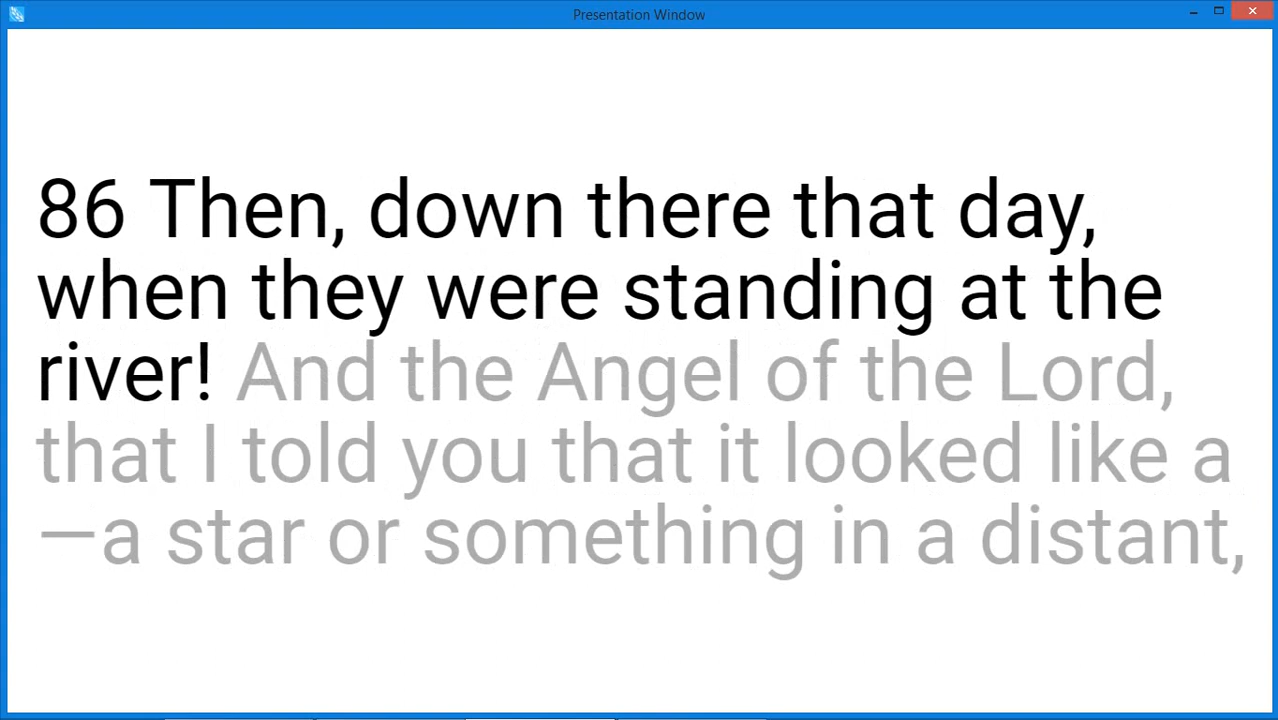 Presentation Window
86 Then, down there that day,
when they were standing at the
river! And the Angel of the Lord,
that I told you that it looked like a
—a star or something in a distant,